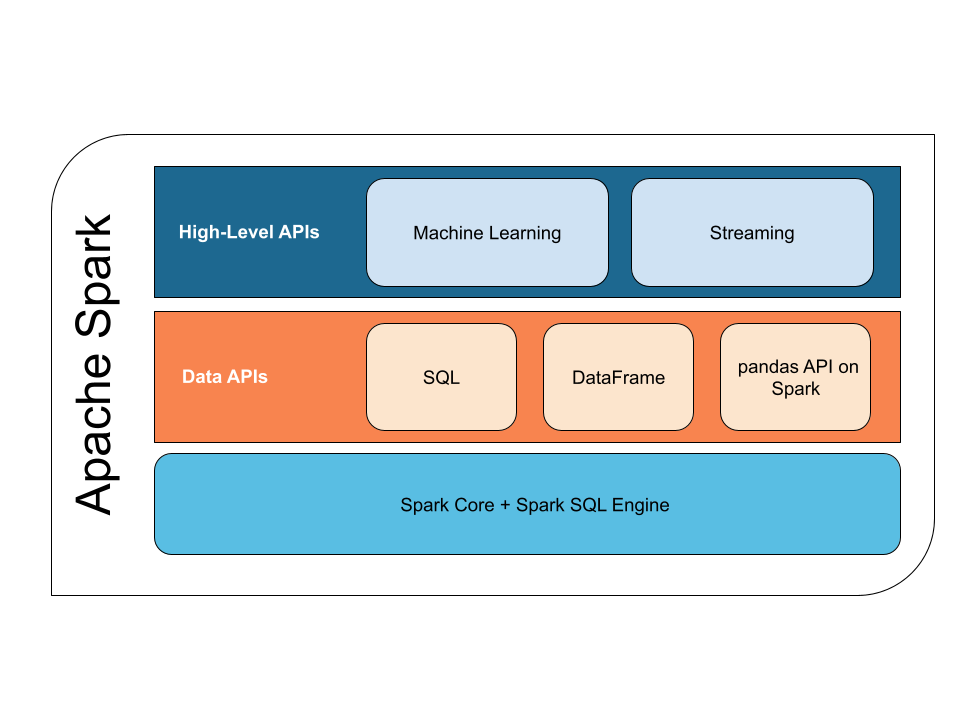 Apache Spark
High-Level APIs
Machine Learning
Streaming
Data APIs
SQL
DataFrame
pandas API on
Spark
Spark Core + Spark SQL Engine